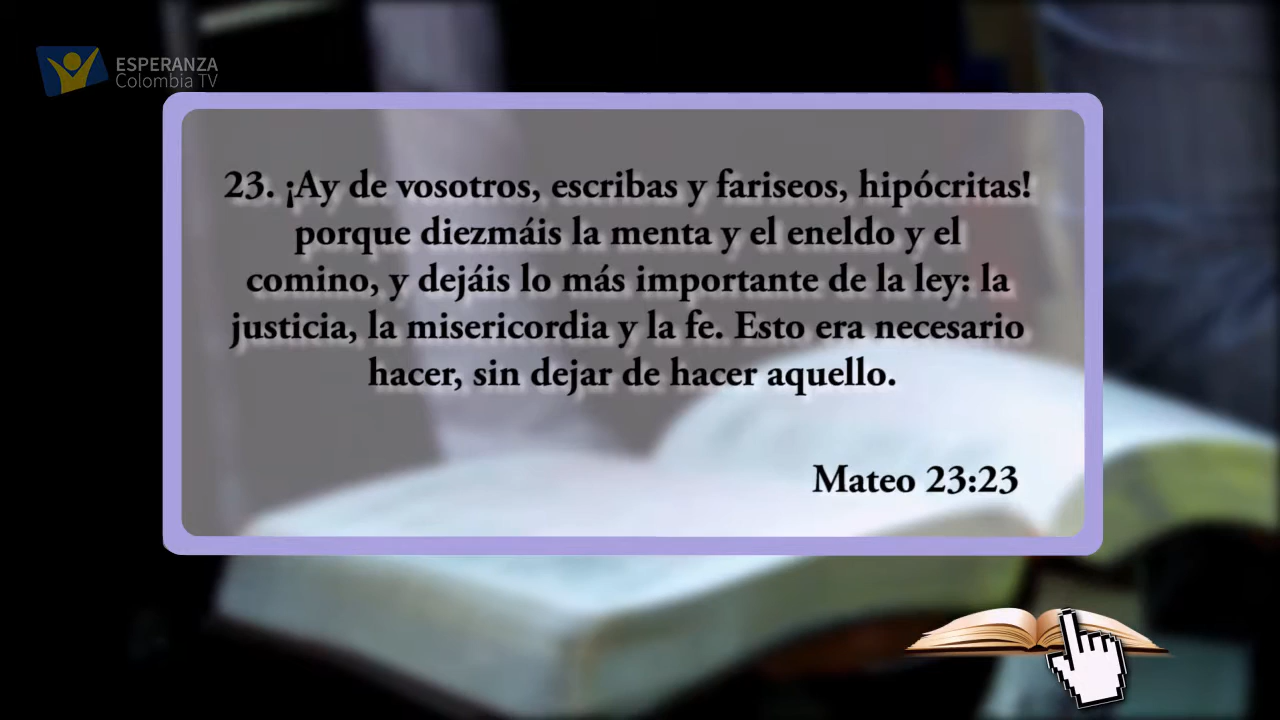 ESPERANZA
Colombia TV
23. ¡Ay de vosotros, escribas y fariseos, hipócritas!
porque diezmáis la menta y el eneldo y el
comino, y dejáis lo más importante de la ley: la
justicia, la misericordia y la fe. Esto era necesario
hacer, sin dejar de hacer aquello.
Mateo 23:23